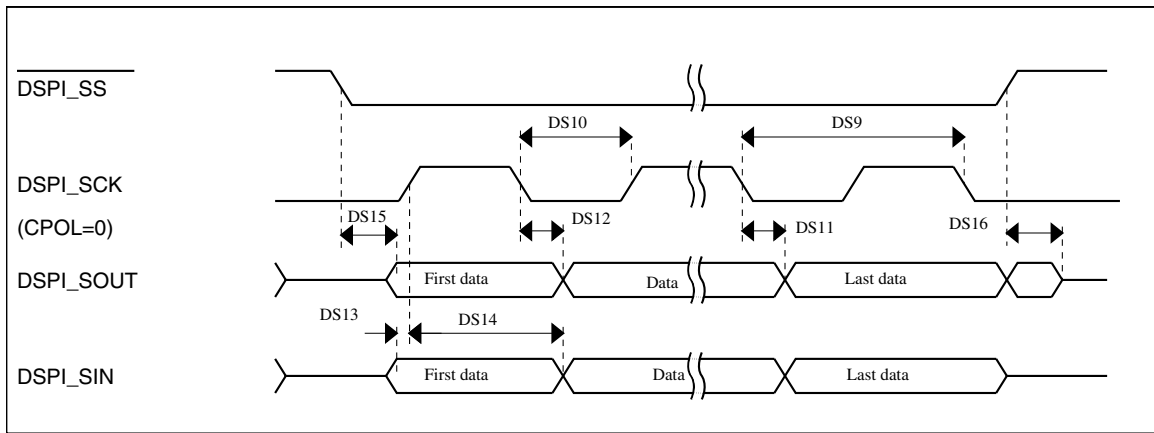 DSPI_SS
DS10
DS9
DSPI_SCK
(CPOL=0)
DS15
DS12
DS11
DS16
DSPI_SOUT
First data
Data
Last data
DS13
DS14
DSPI_SIN
First data
Data
Last data